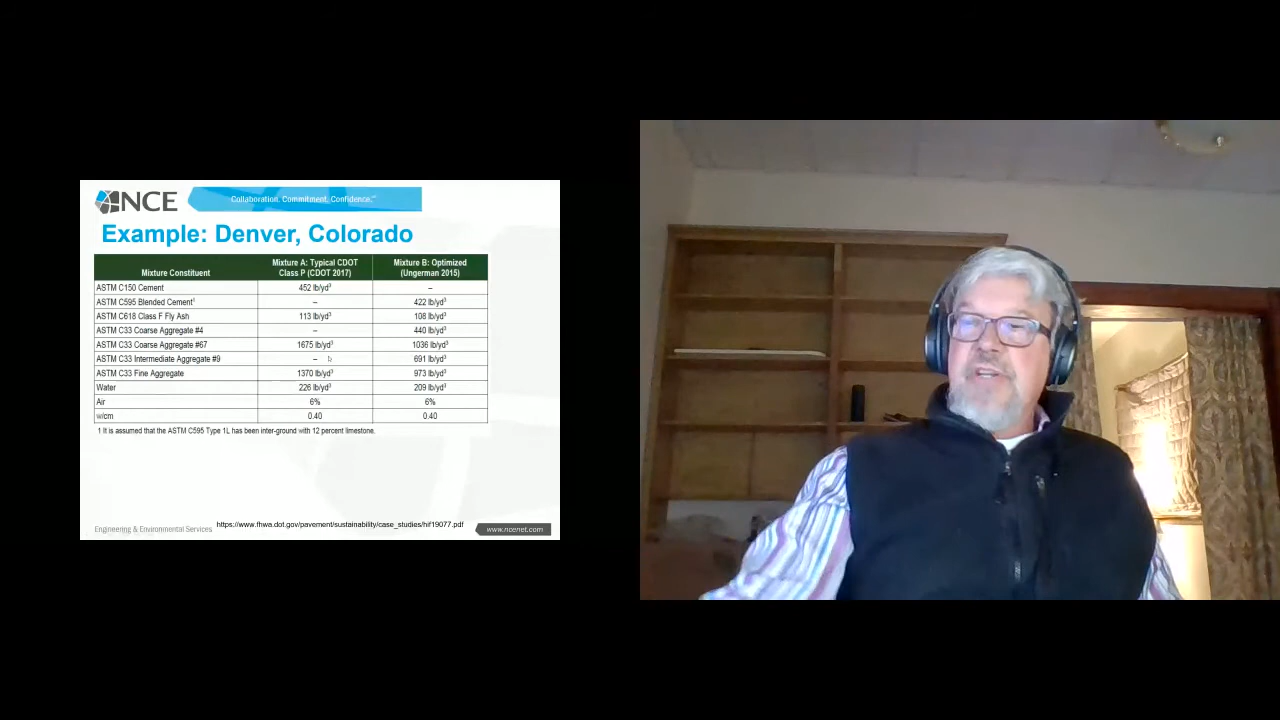 NCE
Collaboration. Commitment. Confidence.™
Example: Denver, Colorado
Mixture Constituent Mixture A: Typical CDOT Class P (CDOT 2017) Mixture B: Optimized (Ungerman 2015)
ASTM C150 Cement 452 lb/yd³ –
ASTM C595 Blended Cement¹ – 422 lb/yd³
ASTM C618 Class F Fly Ash 113 lb/yd³ 108 lb/yd³
ASTM C33 Coarse Aggregate #4 – 440 lb/yd³
ASTM C33 Coarse Aggregate #67 1675 lb/yd³ 1036 lb/yd³
ASTM C33 Intermediate Aggregate #9 – 691 lb/yd³
ASTM C33 Fine Aggregate 1370 lb/yd³ 973 lb/yd³
Water 226 lb/yd³ 209 lb/yd³
Air 6% 6%
w/cm 0.40 0.40
1 It is assumed that the ASTM C595 Type 1L has been inter-ground with 12 percent limestone.
Engineering & Environmental Services https://www.fhwa.dot.gov/pavement/sustainability/case_studies/hif19077.pdf www.ncenet.com